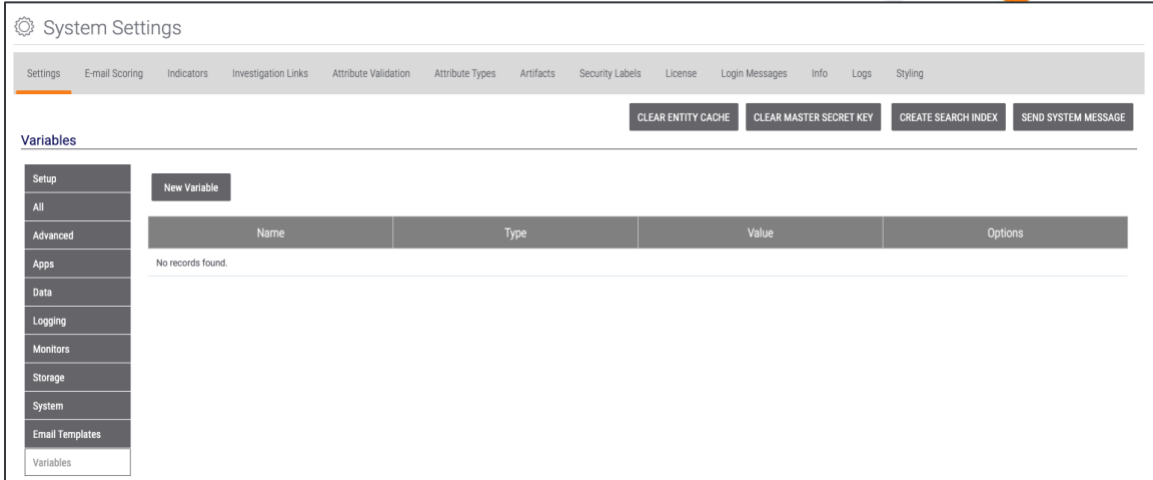 System Settings
Settings E-mail Scoring Indicators Investigation Links Attribute Validation Attribute Types Artifacts Security Labels License Login Messages Info Logs Styling
CLEAR ENTITY CACHE CLEAR MASTER SECRET KEY CREATE SEARCH INDEX SEND SYSTEM MESSAGE
Variables
Setup
New Variable
All
Advanced
Name Type Value Options
Apps
No records found.
Data
Logging
Monitors
Storage
System
Email Templates
Variables